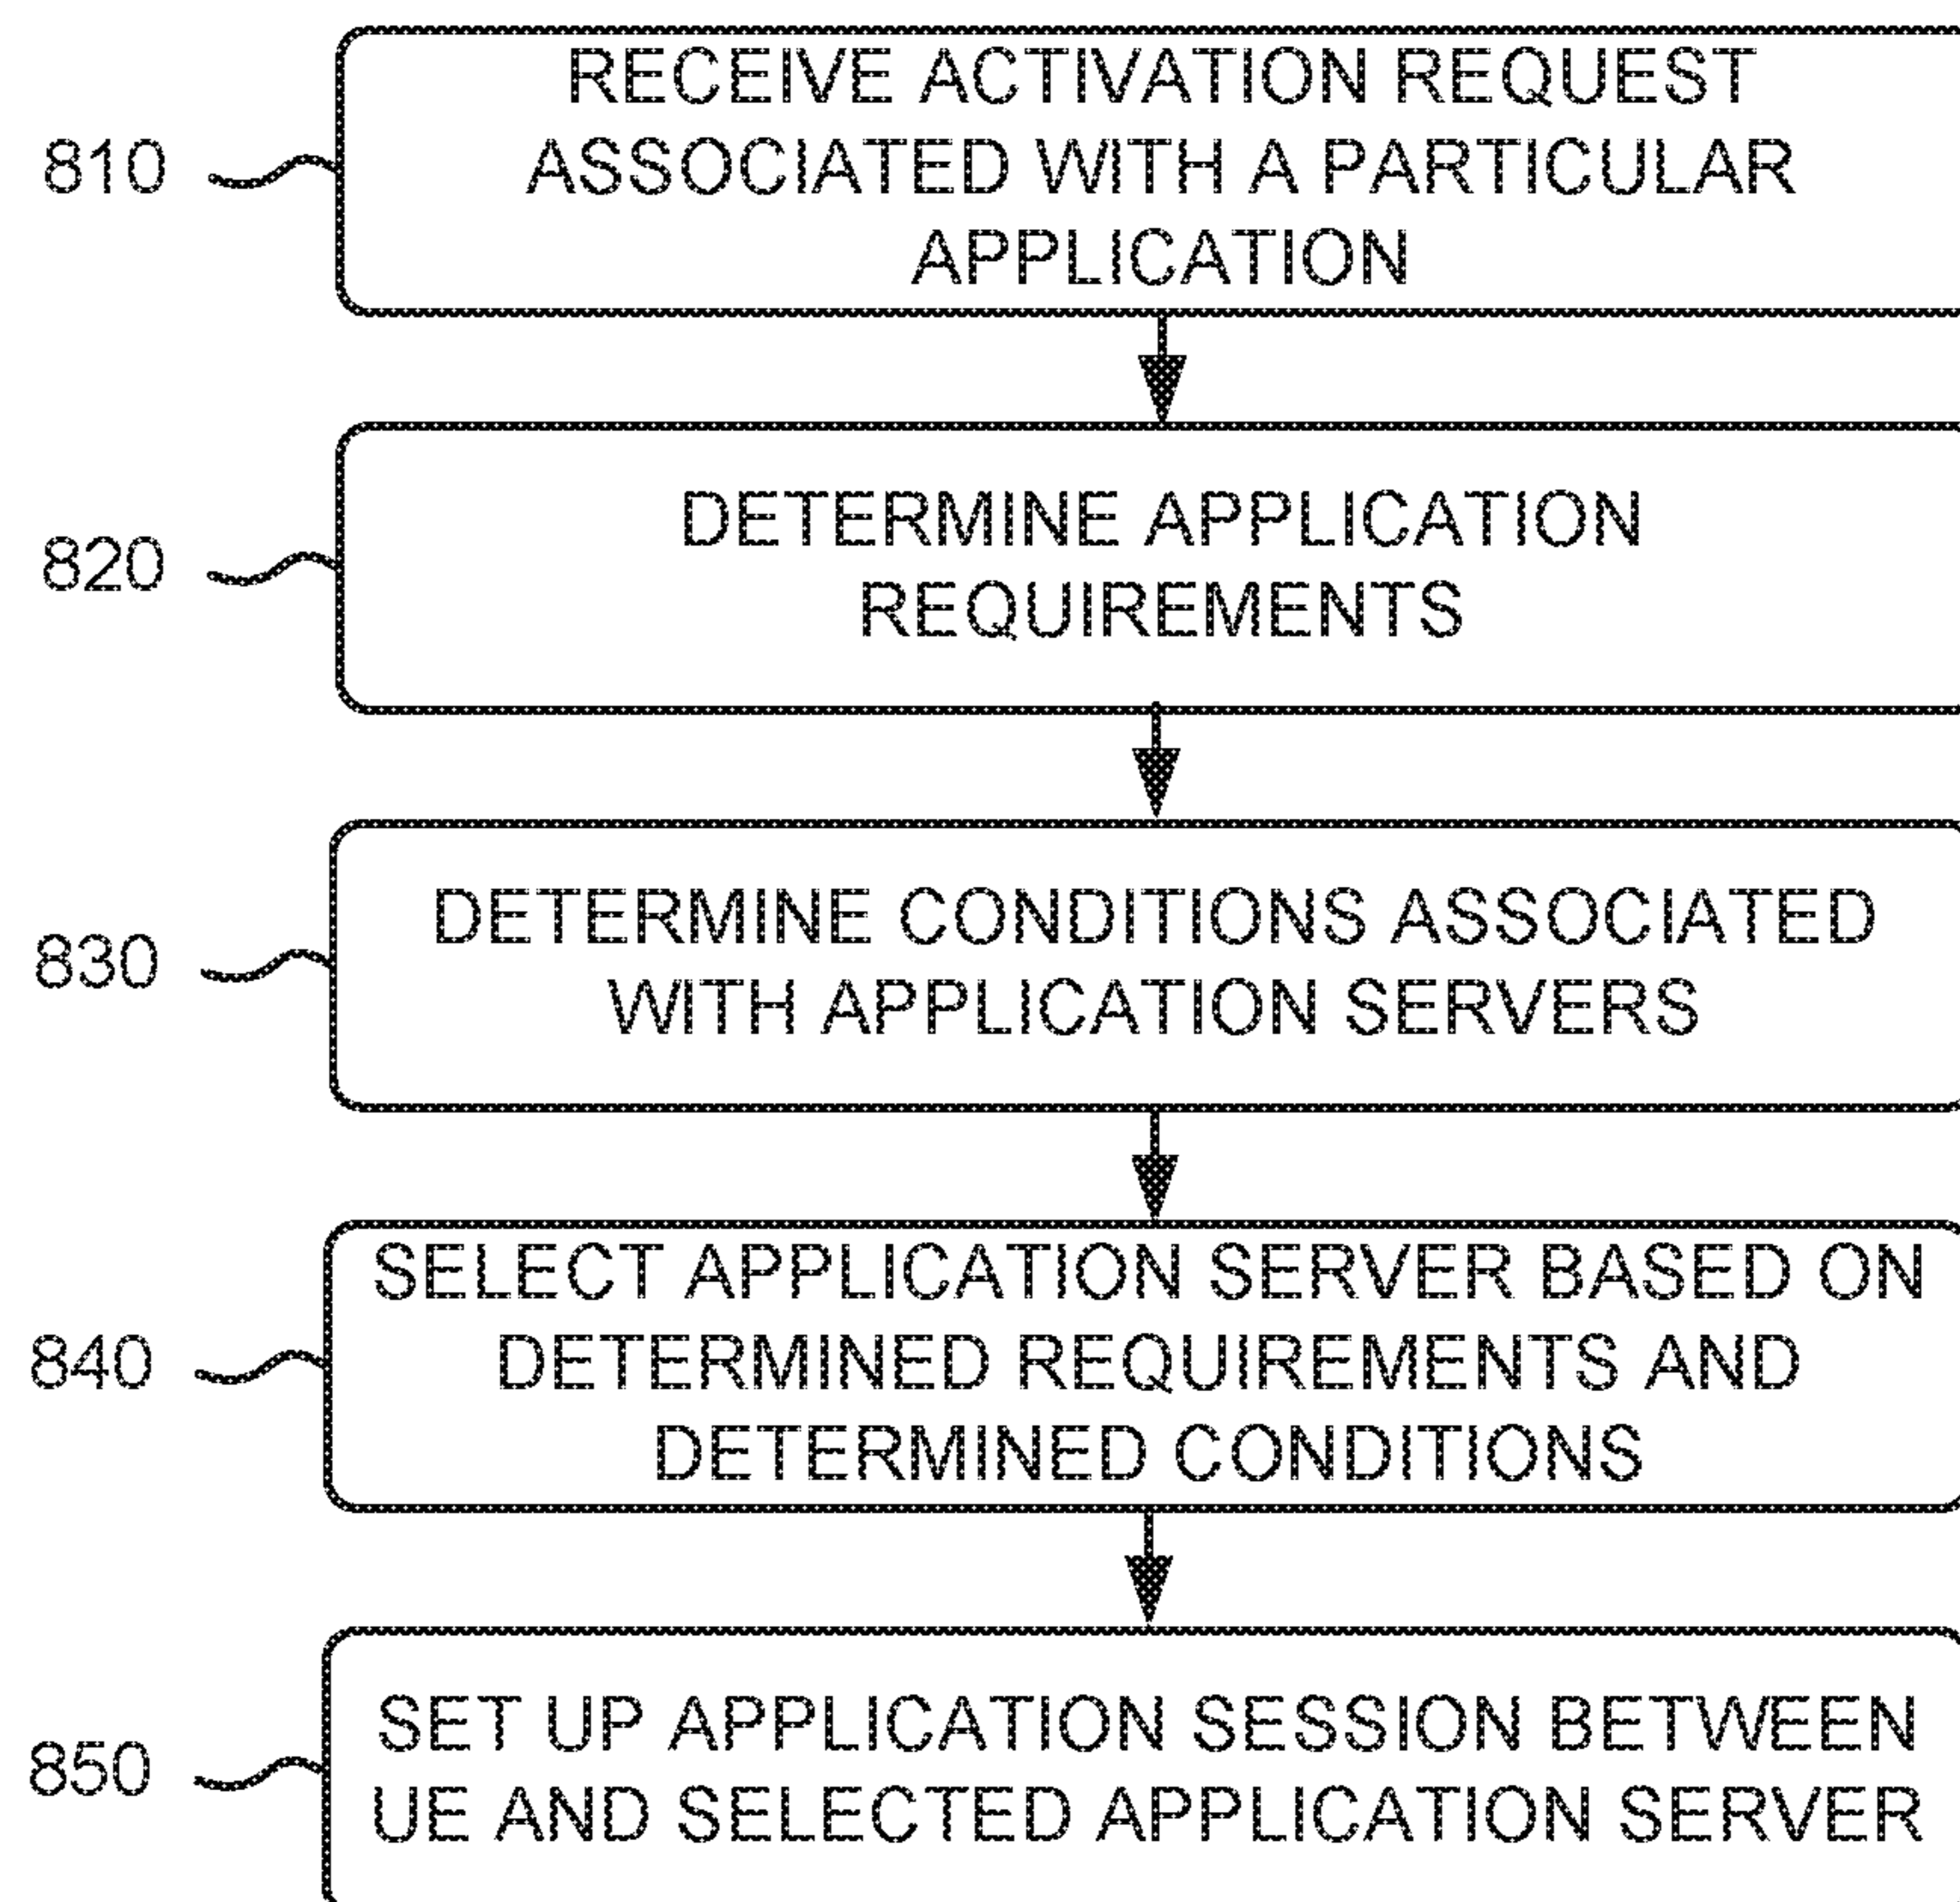 810
RECEIVE ACTIVATION REQUEST
ASSOCIATED WITH A PARTICULAR
APPLICATION
820
DETERMINE APPLICATION
REQUIREMENTS
830
DETERMINE CONDITIONS ASSOCIATED
WITH APPLICATION SERVERS
840
SELECT APPLICATION SERVER BASED ON
DETERMINED REQUIREMENTS AND
DETERMINED CONDITIONS
850
SET UP APPLICATION SESSION BETWEEN
UE AND SELECTED APPLICATION SERVER